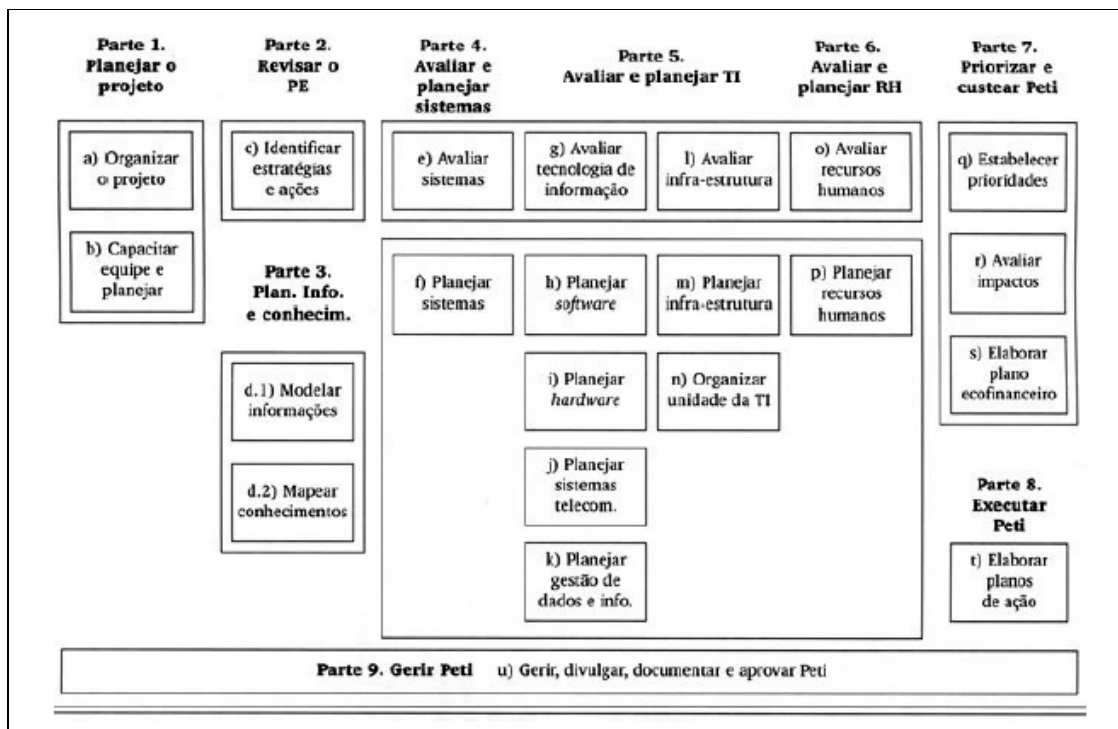 Parte 1.
Planejar o
projeto
a) Organizar
o projeto
b) Capacitar
equipe e
planejar
Parte 2.
Revisar o
PE
c) Identificar
estratégias
e ações
Parte 3.
Plan. Info.
e conhecim.
d.1) Modelar
informações
d.2) Mapear
conhecimentos
Parte 4.
Avaliar e
planejar
sistemas
e) Avaliar
sistemas
f) Planejar
sistemas
Parte 5.
Avaliar e planejar TI
g) Avaliar
tecnologia de
informação
h) Planejar
software
i) Planejar
hardware
j) Planejar
sistemas
telecom.
k) Planejar
gestão de
dados e info.
l) Avaliar
infra-estrutura
m) Planejar
infra-estrutura
n) Organizar
unidade da TI
Parte 6.
Avaliar e
planejar RH
o) Avaliar
recursos
humanos
p) Planejar
recursos
humanos
Parte 7.
Priorizar e
custear Peti
q) Estabelecer
prioridades
r) Avaliar
impactos
s) Elaborar
plano
ecofinanceiro
Parte 8.
Executar
Peti
t) Elaborar
planos
de ação
Parte 9. Gerir Peti u) Gerir, divulgar, documentar e aprovar Peti